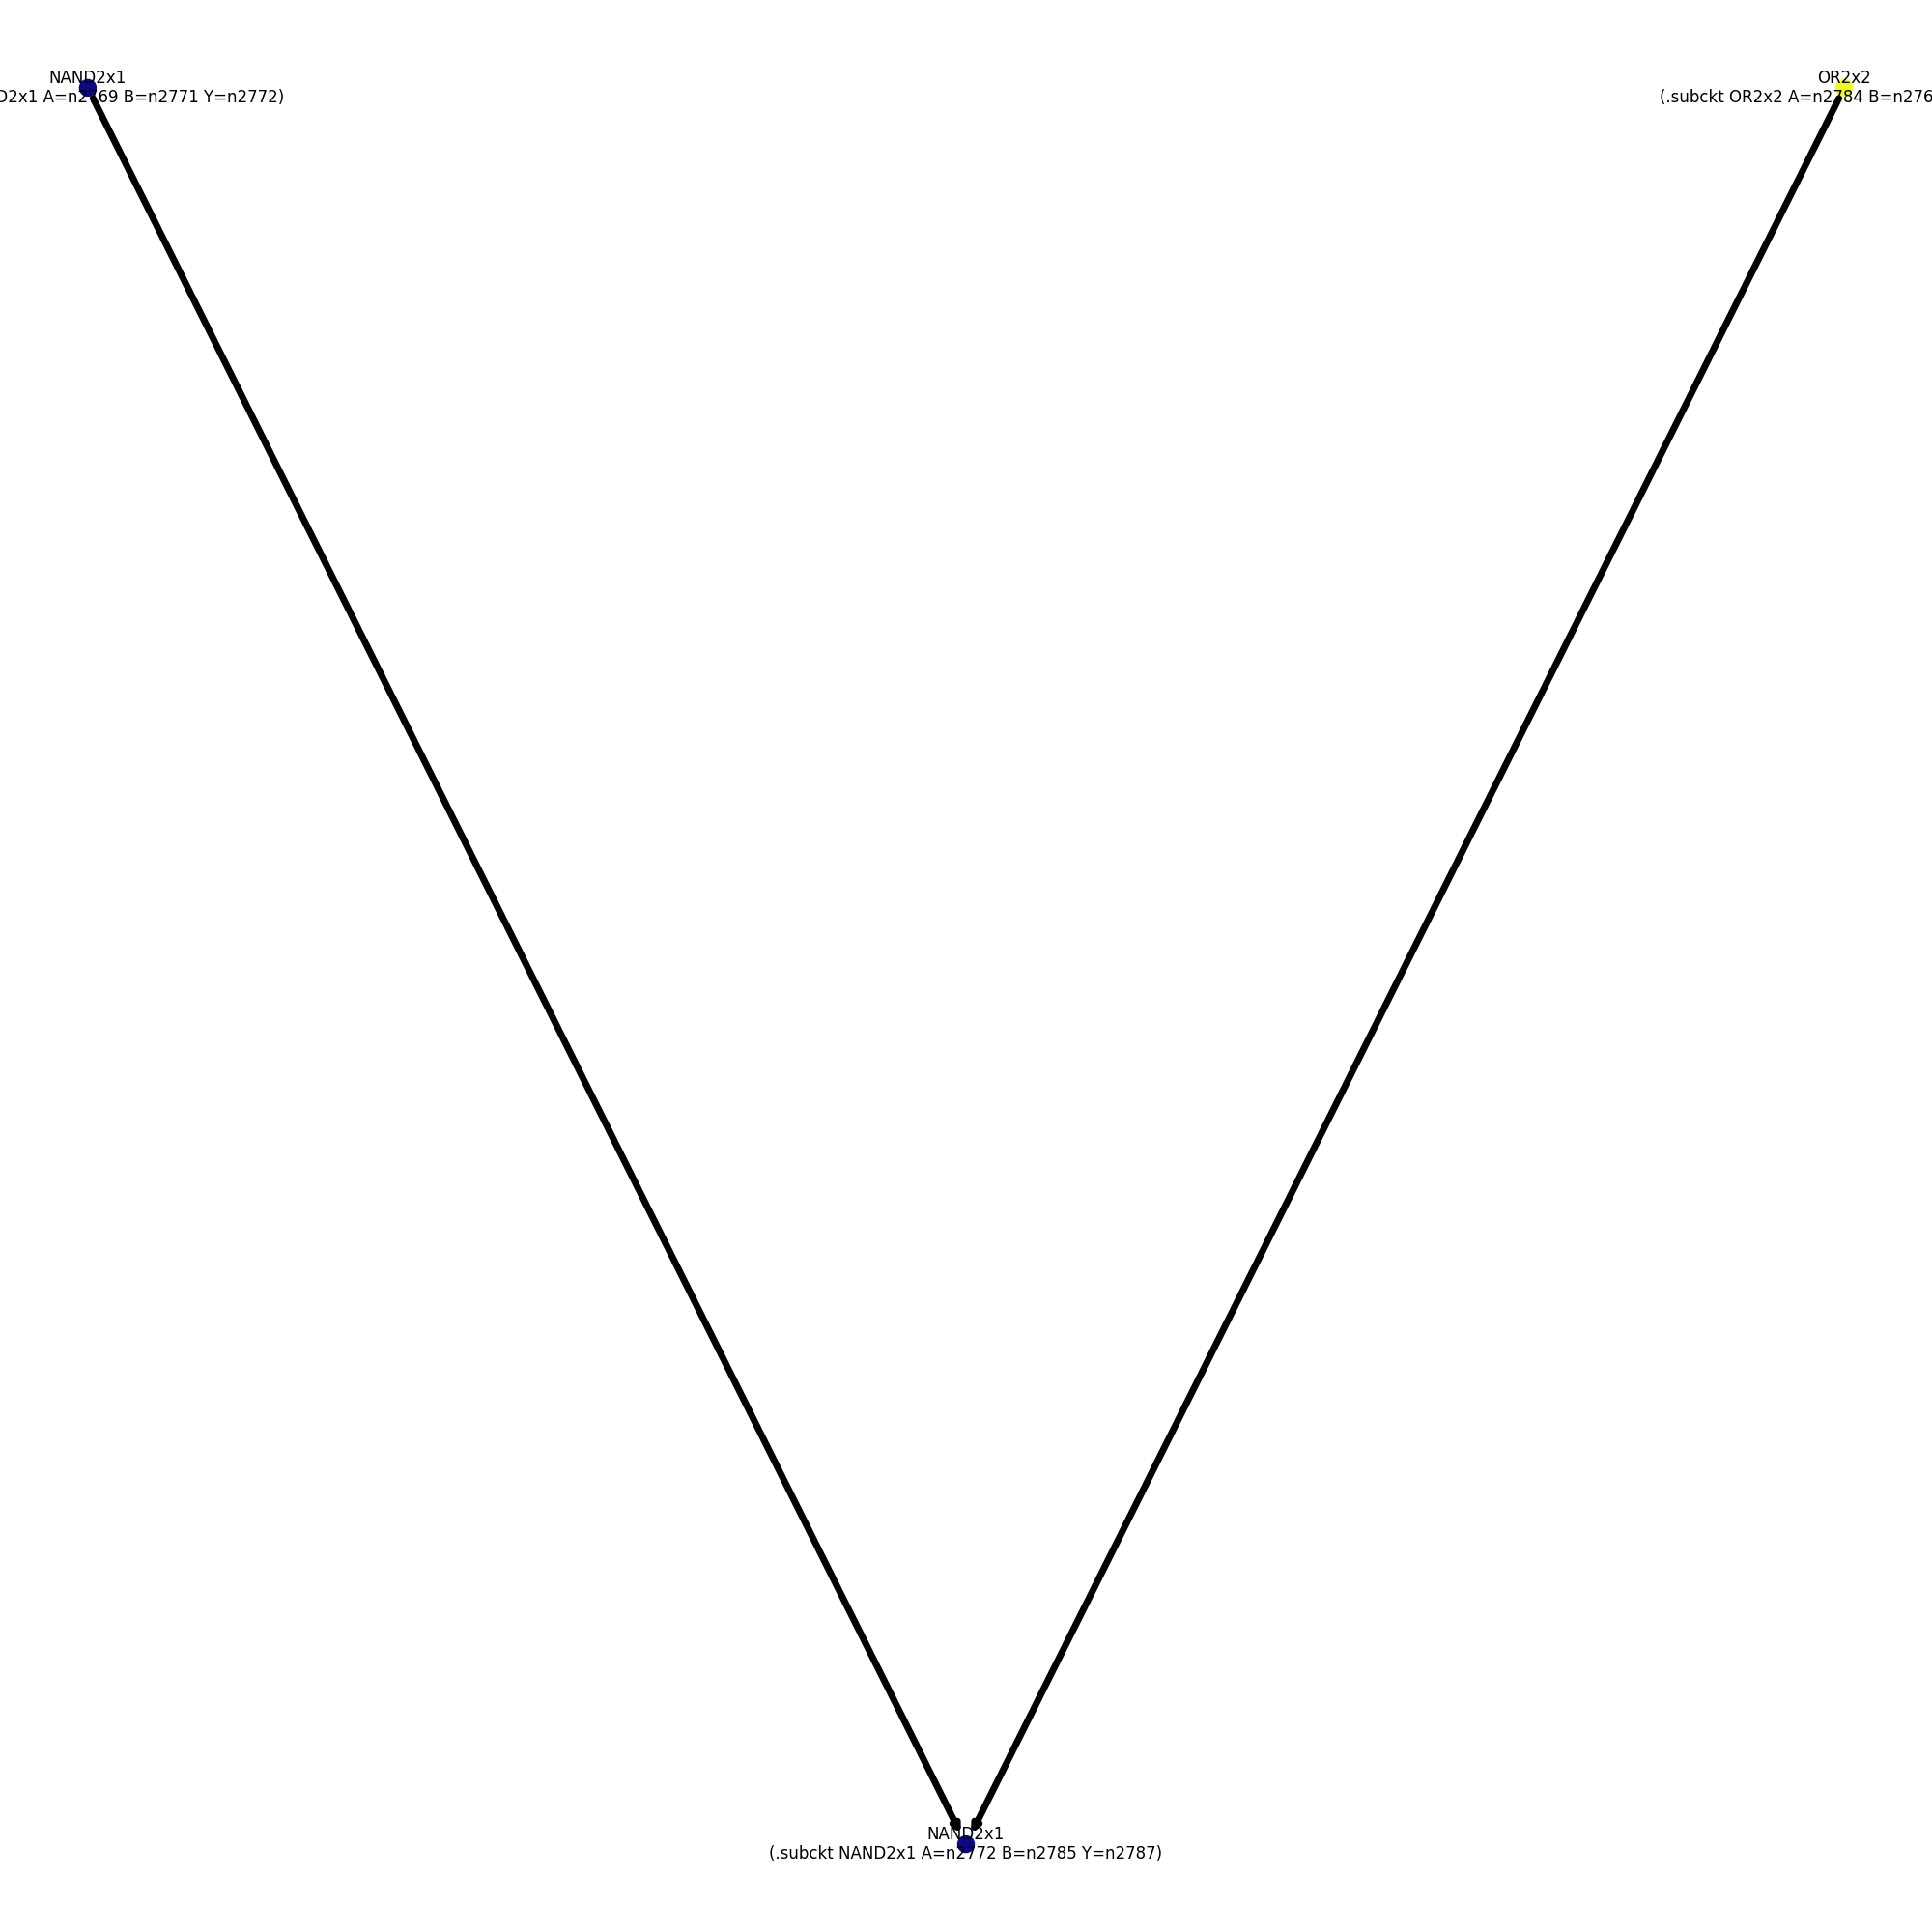 NAND2x1
D2x1 A=n2769 B=n2771 Y=n2772)
OR2x2
(.subckt OR2x2 A=n2784 B=n276
NAND2x1
(.subckt NAND2x1 A=n2772 B=n2785 Y=n2787)